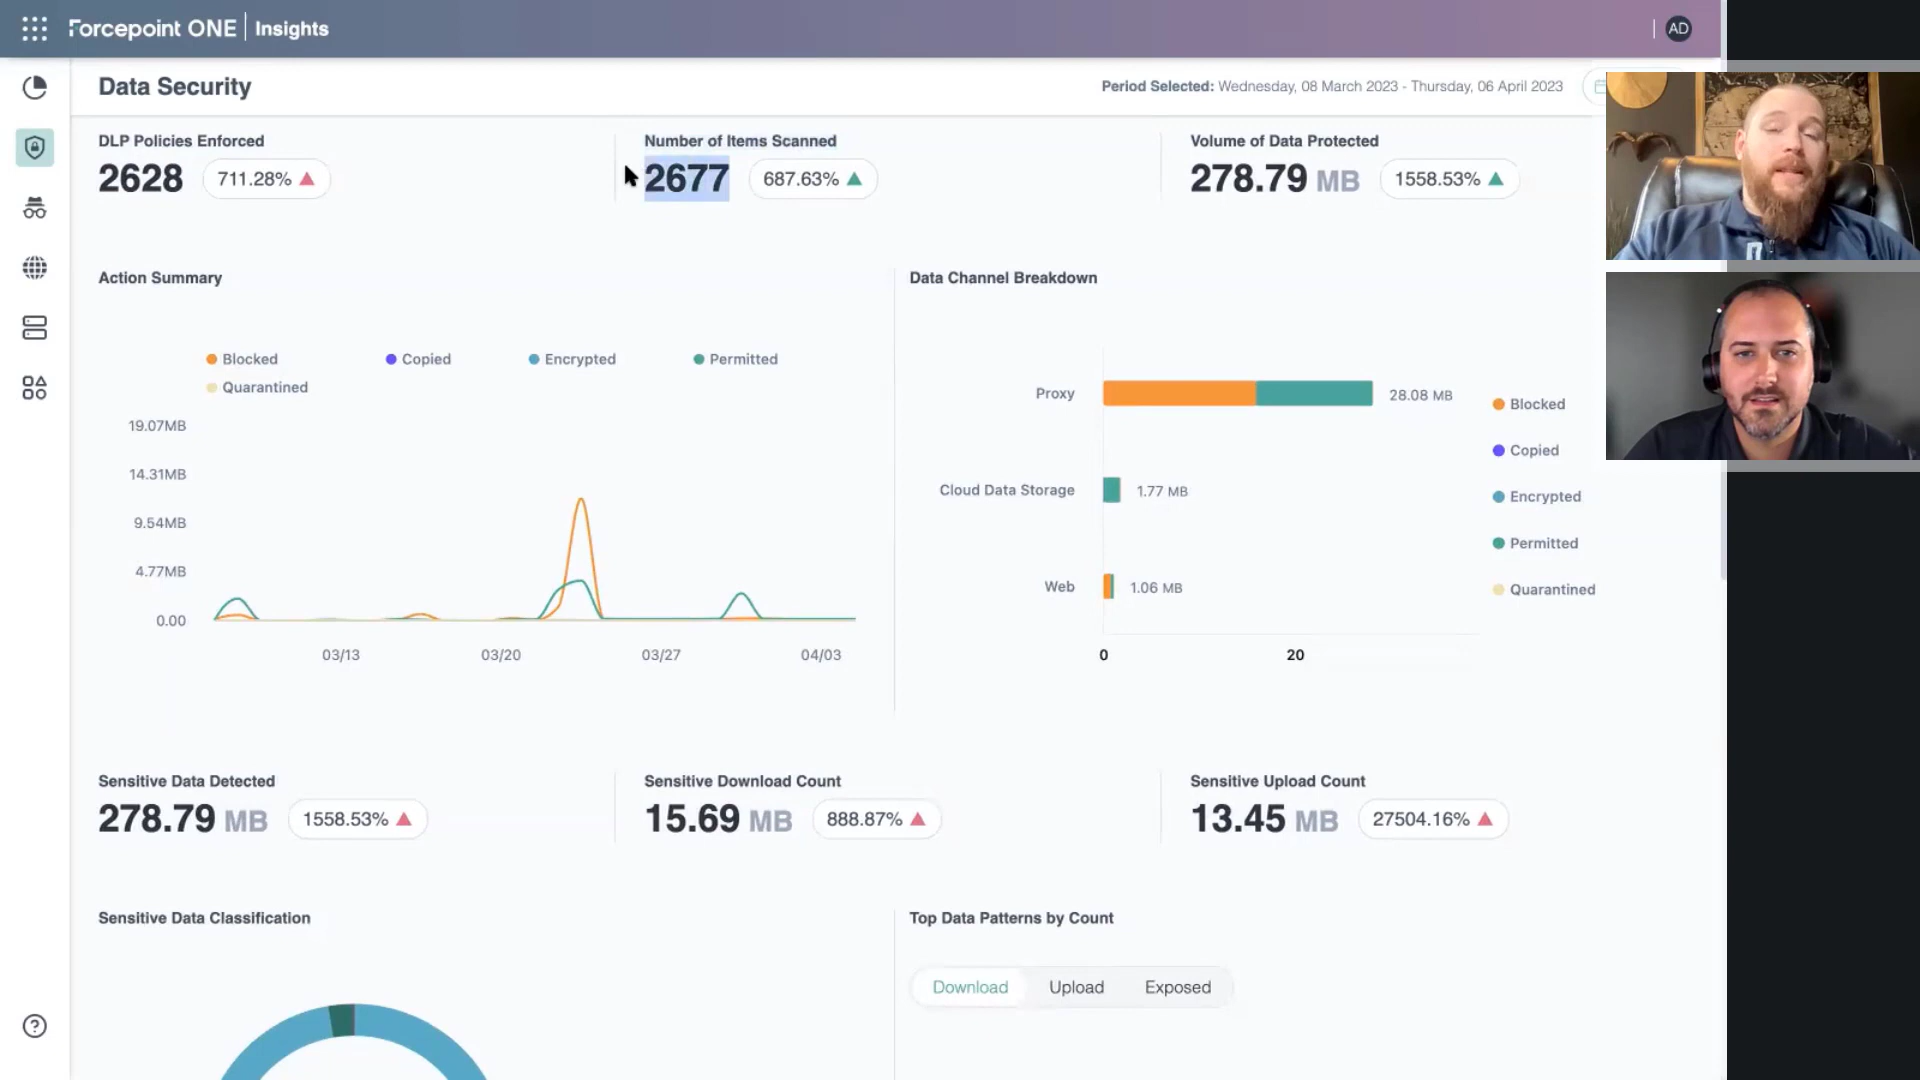 Forcepoint ONE | Insights
AD
Data Security
Period Selected: Wednesday, 08 March 2023 - Thursday, 06 April 2023
DLP Policies Enforced
2628 711.28%
Number of Items Scanned
2677 687.63%
Volume of Data Protected
278.79 MB 1558.53%
Action Summary
Blocked Copied Encrypted Permitted
Quarantined
19.07MB
14.31MB
9.54MB
4.77MB
0.00
03/13 03/20 03/27 04/03
Data Channel Breakdown
Proxy 28.08 MB
Cloud Data Storage 1.77 MB
Web 1.06 MB
0 20
Blocked
Copied
Encrypted
Permitted
Quarantined
Sensitive Data Detected
278.79 MB 1558.53%
Sensitive Download Count
15.69 MB 888.87%
Sensitive Upload Count
13.45 MB 27504.16%
Sensitive Data Classification
Top Data Patterns by Count
Download Upload Exposed